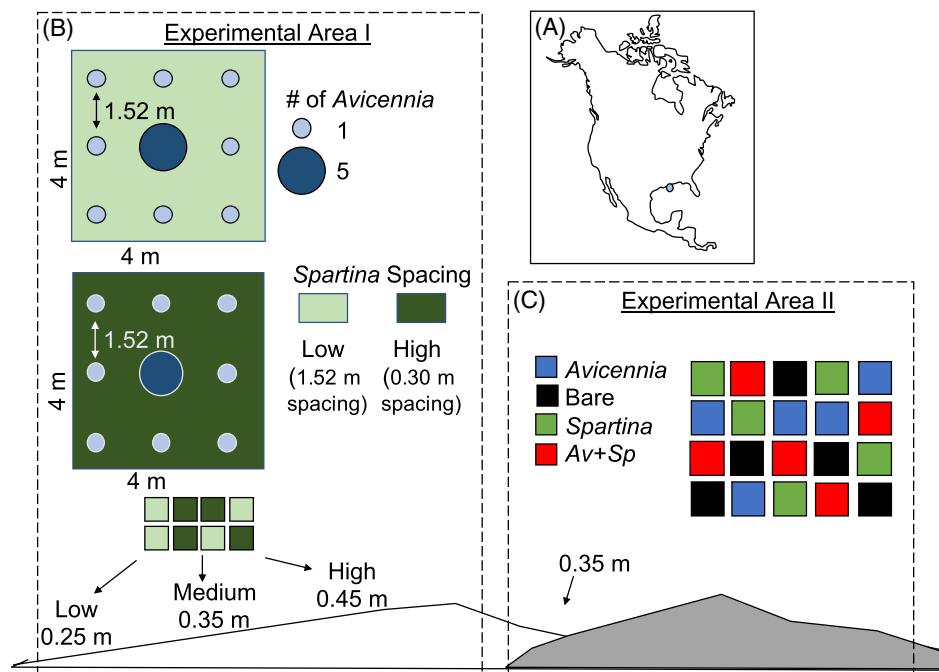 (B)
Experimental Area I
1.52 m
4 m
4 m
# of Avicennia
1
5
1.52 m
4 m
4 m
Spartina Spacing
Low
(1.52 m
spacing)
High
(0.30 m
spacing)
Low
0.25 m
Medium
0.35 m
High
0.45 m
(A)
(C)
Experimental Area II
Avicennia
Bare
Spartina
Av+Sp
0.35 m